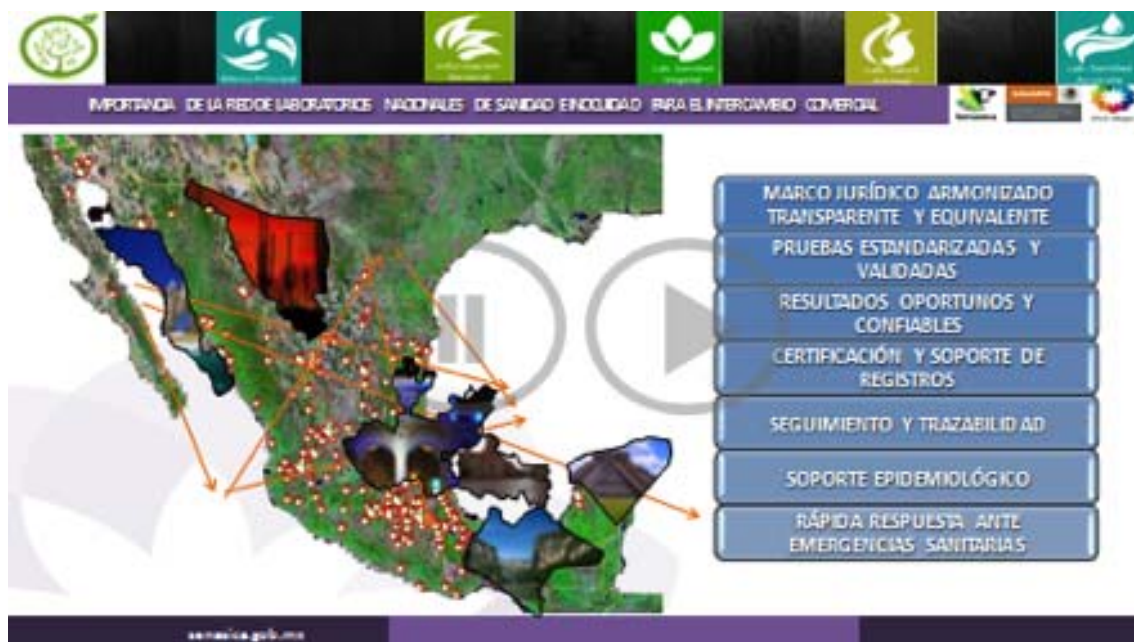 IMPORTANCIA DE LA RED DE LABORATORIOS NACIONALES DE SANIDAD E INOCUIDAD PARA EL INTERCAMBIO COMERCIAL
MARCO JURÍDICO ARMONIZADO
TRANSPARENTE Y EQUIVALENTE
PRUEBAS ESTANDARIZADAS Y
VALIDADAS
RESULTADOS OPORTUNOS Y
CONFIABLES
CERTIFICACIÓN Y SOPORTE DE
REGISTROS
SEGUIMIENTO Y TRAZABILIDAD
SOPORTE EPIDEMIOLÓGICO
RÁPIDA RESPUESTA ANTE
EMERGENCIAS SANITARIAS
senasica.gob.mx